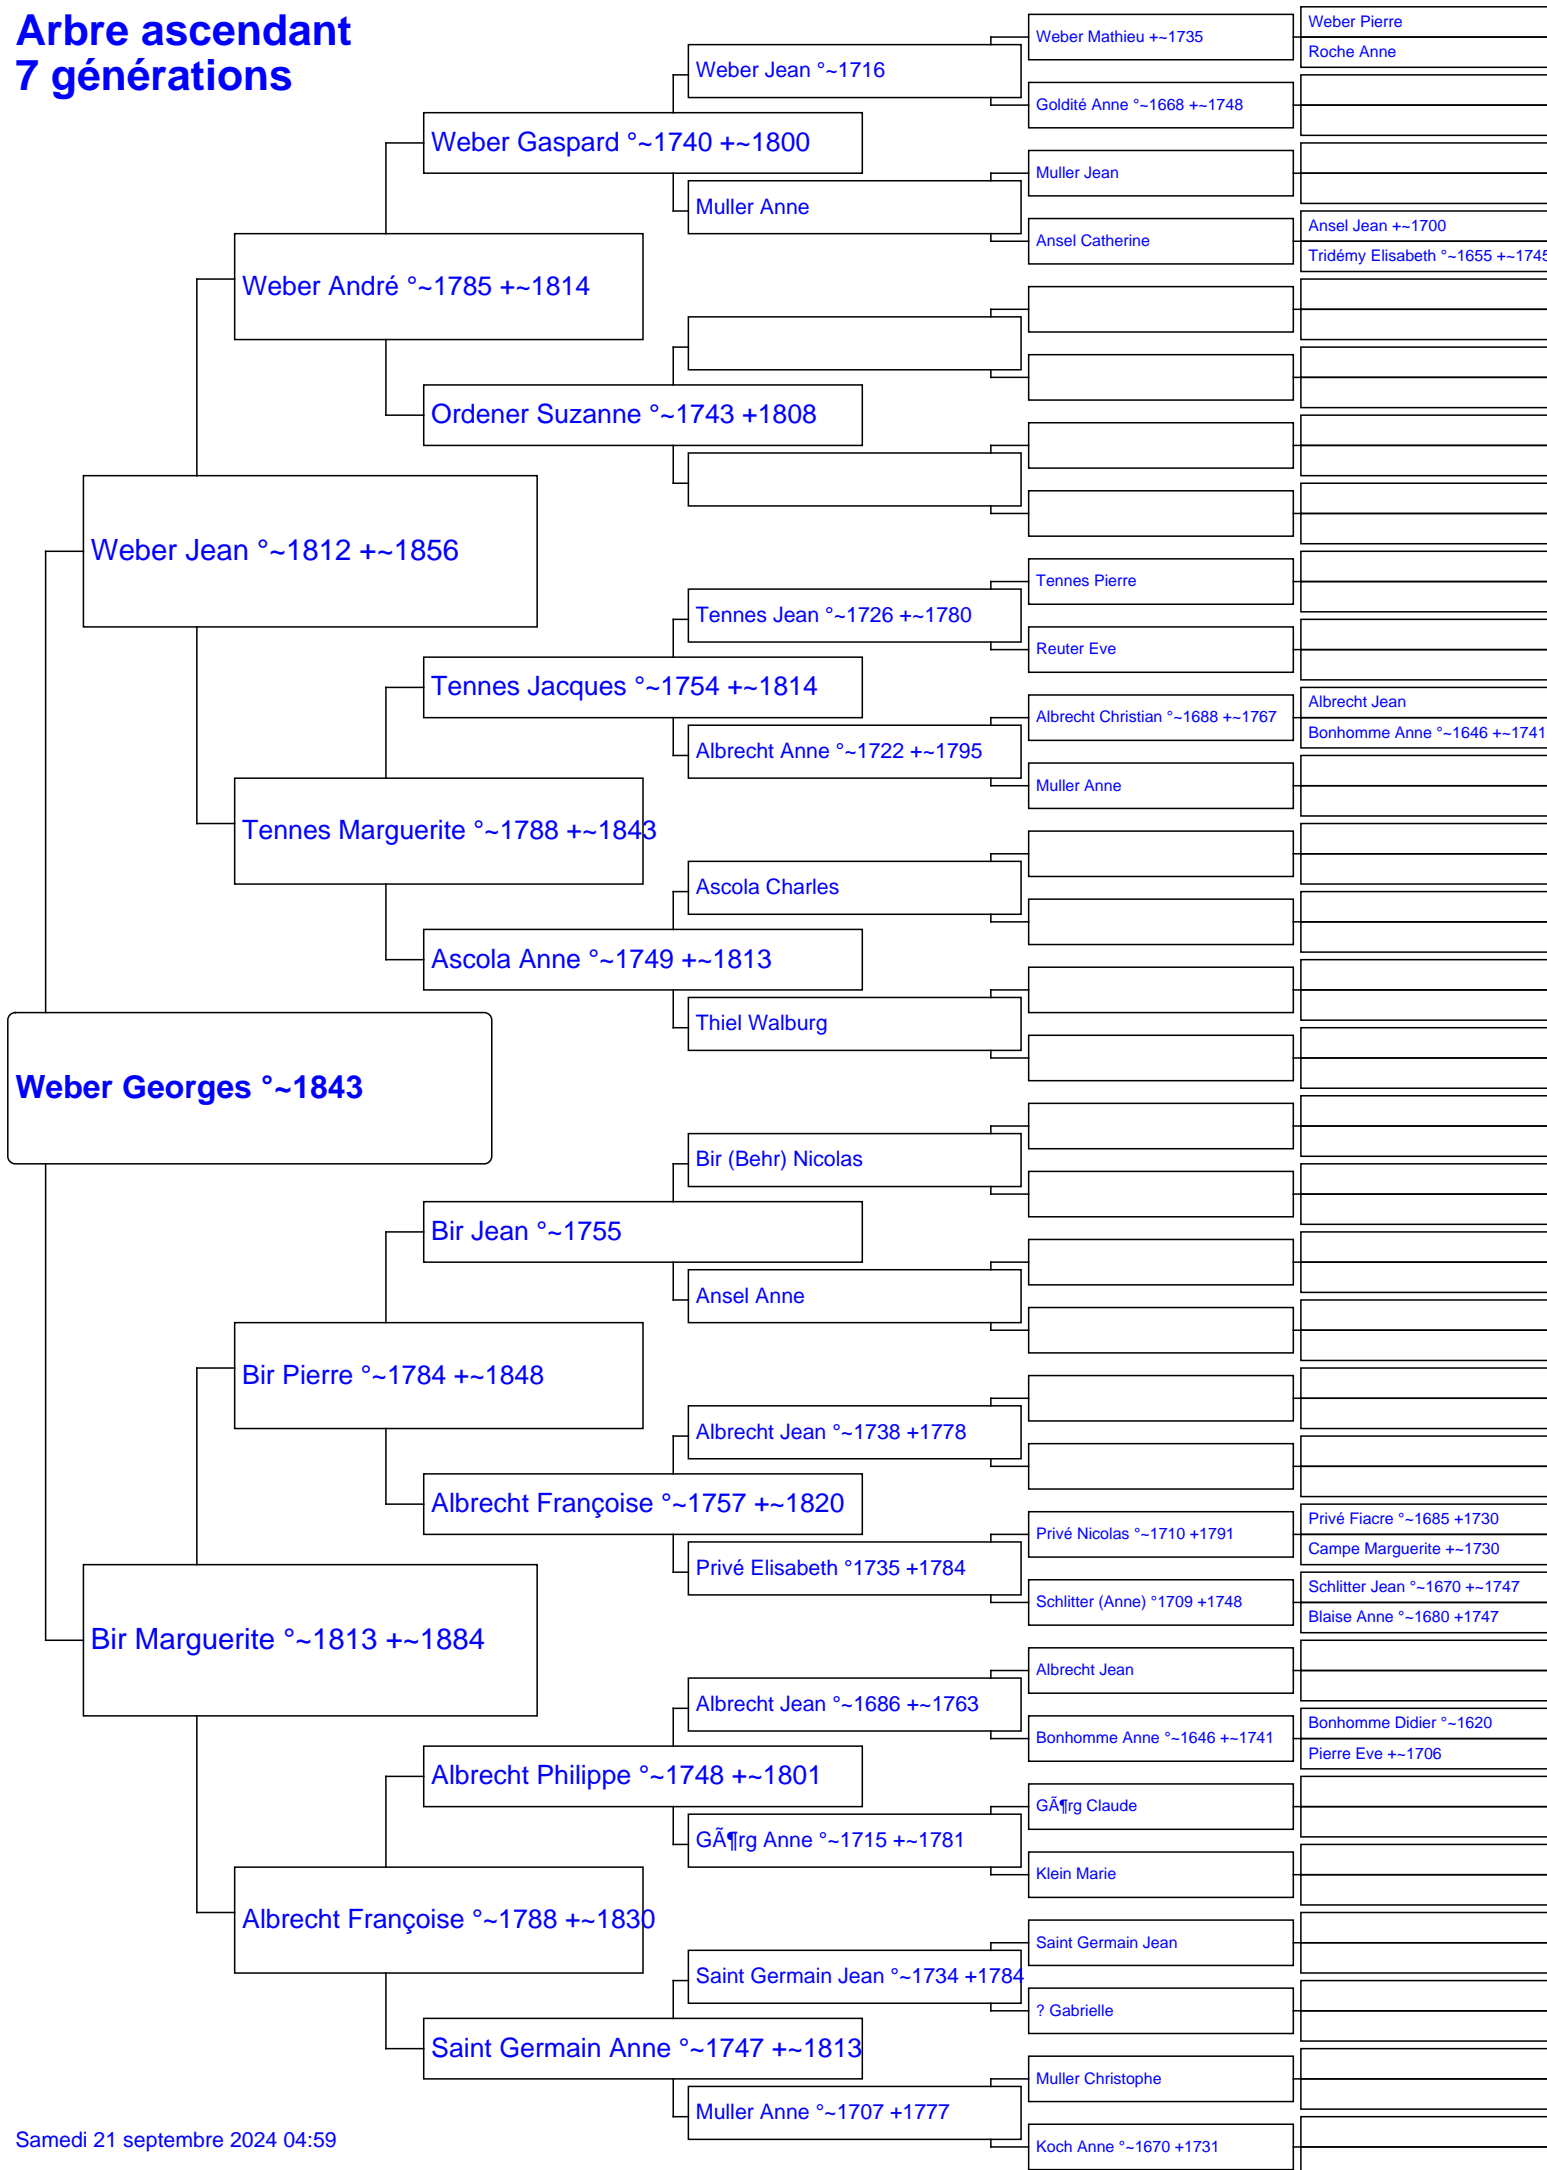 Arbre ascendant
7 générations
Weber Georges °~1843
Weber Jean °~1812 +~1856
Bir Marguerite °~1813 +~1884
Weber André °~1785 +~1814
Tennes Marguerite °~1788 +~1843
Bir Pierre °~1784 +~1848
Albrecht Françoise °~1788 +~1830
Weber Gaspard °~1740 +~1800
Ordener Suzanne °~1743 +1808
Tennes Jacques °~1754 +~1814
Ascola Anne °~1749 +~1813
Bir Jean °~1755
Albrecht Françoise °~1757 +~1820
Albrecht Philippe °~1748 +~1801
Saint Germain Anne °~1747 +~1813
Weber Jean °~1716
Muller Anne
Tennes Jean °~1726 +~1780
Albrecht Anne °~1722 +~1795
Ascola Charles
Thiel Walburg
Bir (Behr) Nicolas
Ansel Anne
Albrecht Jean °~1738 +1778
Privé Elisabeth °1735 +1784
Albrecht Jean °~1686 +~1763
GÃ¶rg Anne °~1715 +~1781
Saint Germain Jean °~1734 +1784
Muller Anne °~1707 +1777
Weber Mathieu +~1735
Goldité Anne °~1668 +~1748
Muller Jean
Ansel Catherine
Tennes Pierre
Reuter Eve
Albrecht Christian °~1688 +~1767
Muller Anne
Privé Nicolas °~1710 +1791
Schlitter (Anne) °1709 +1748
Albrecht Jean
Bonhomme Anne °~1646 +~1741
GÃ¶rg Claude
Klein Marie
Saint Germain Jean
? Gabrielle
Muller Christophe
Koch Anne °~1670 +1731
Weber Pierre
Roche Anne
Ansel Jean +~1700
Tridémy Elisabeth °~1655 +~1745
Albrecht Jean
Bonhomme Anne °~1646 +~1741
Privé Fiacre °~1685 +1730
Campe Marguerite +~1730
Schlitter Jean °~1670 +~1747
Blaise Anne °~1680 +1747
Bonhomme Didier °~1620
Pierre Eve +~1706
Samedi 21 septembre 2024 04:59